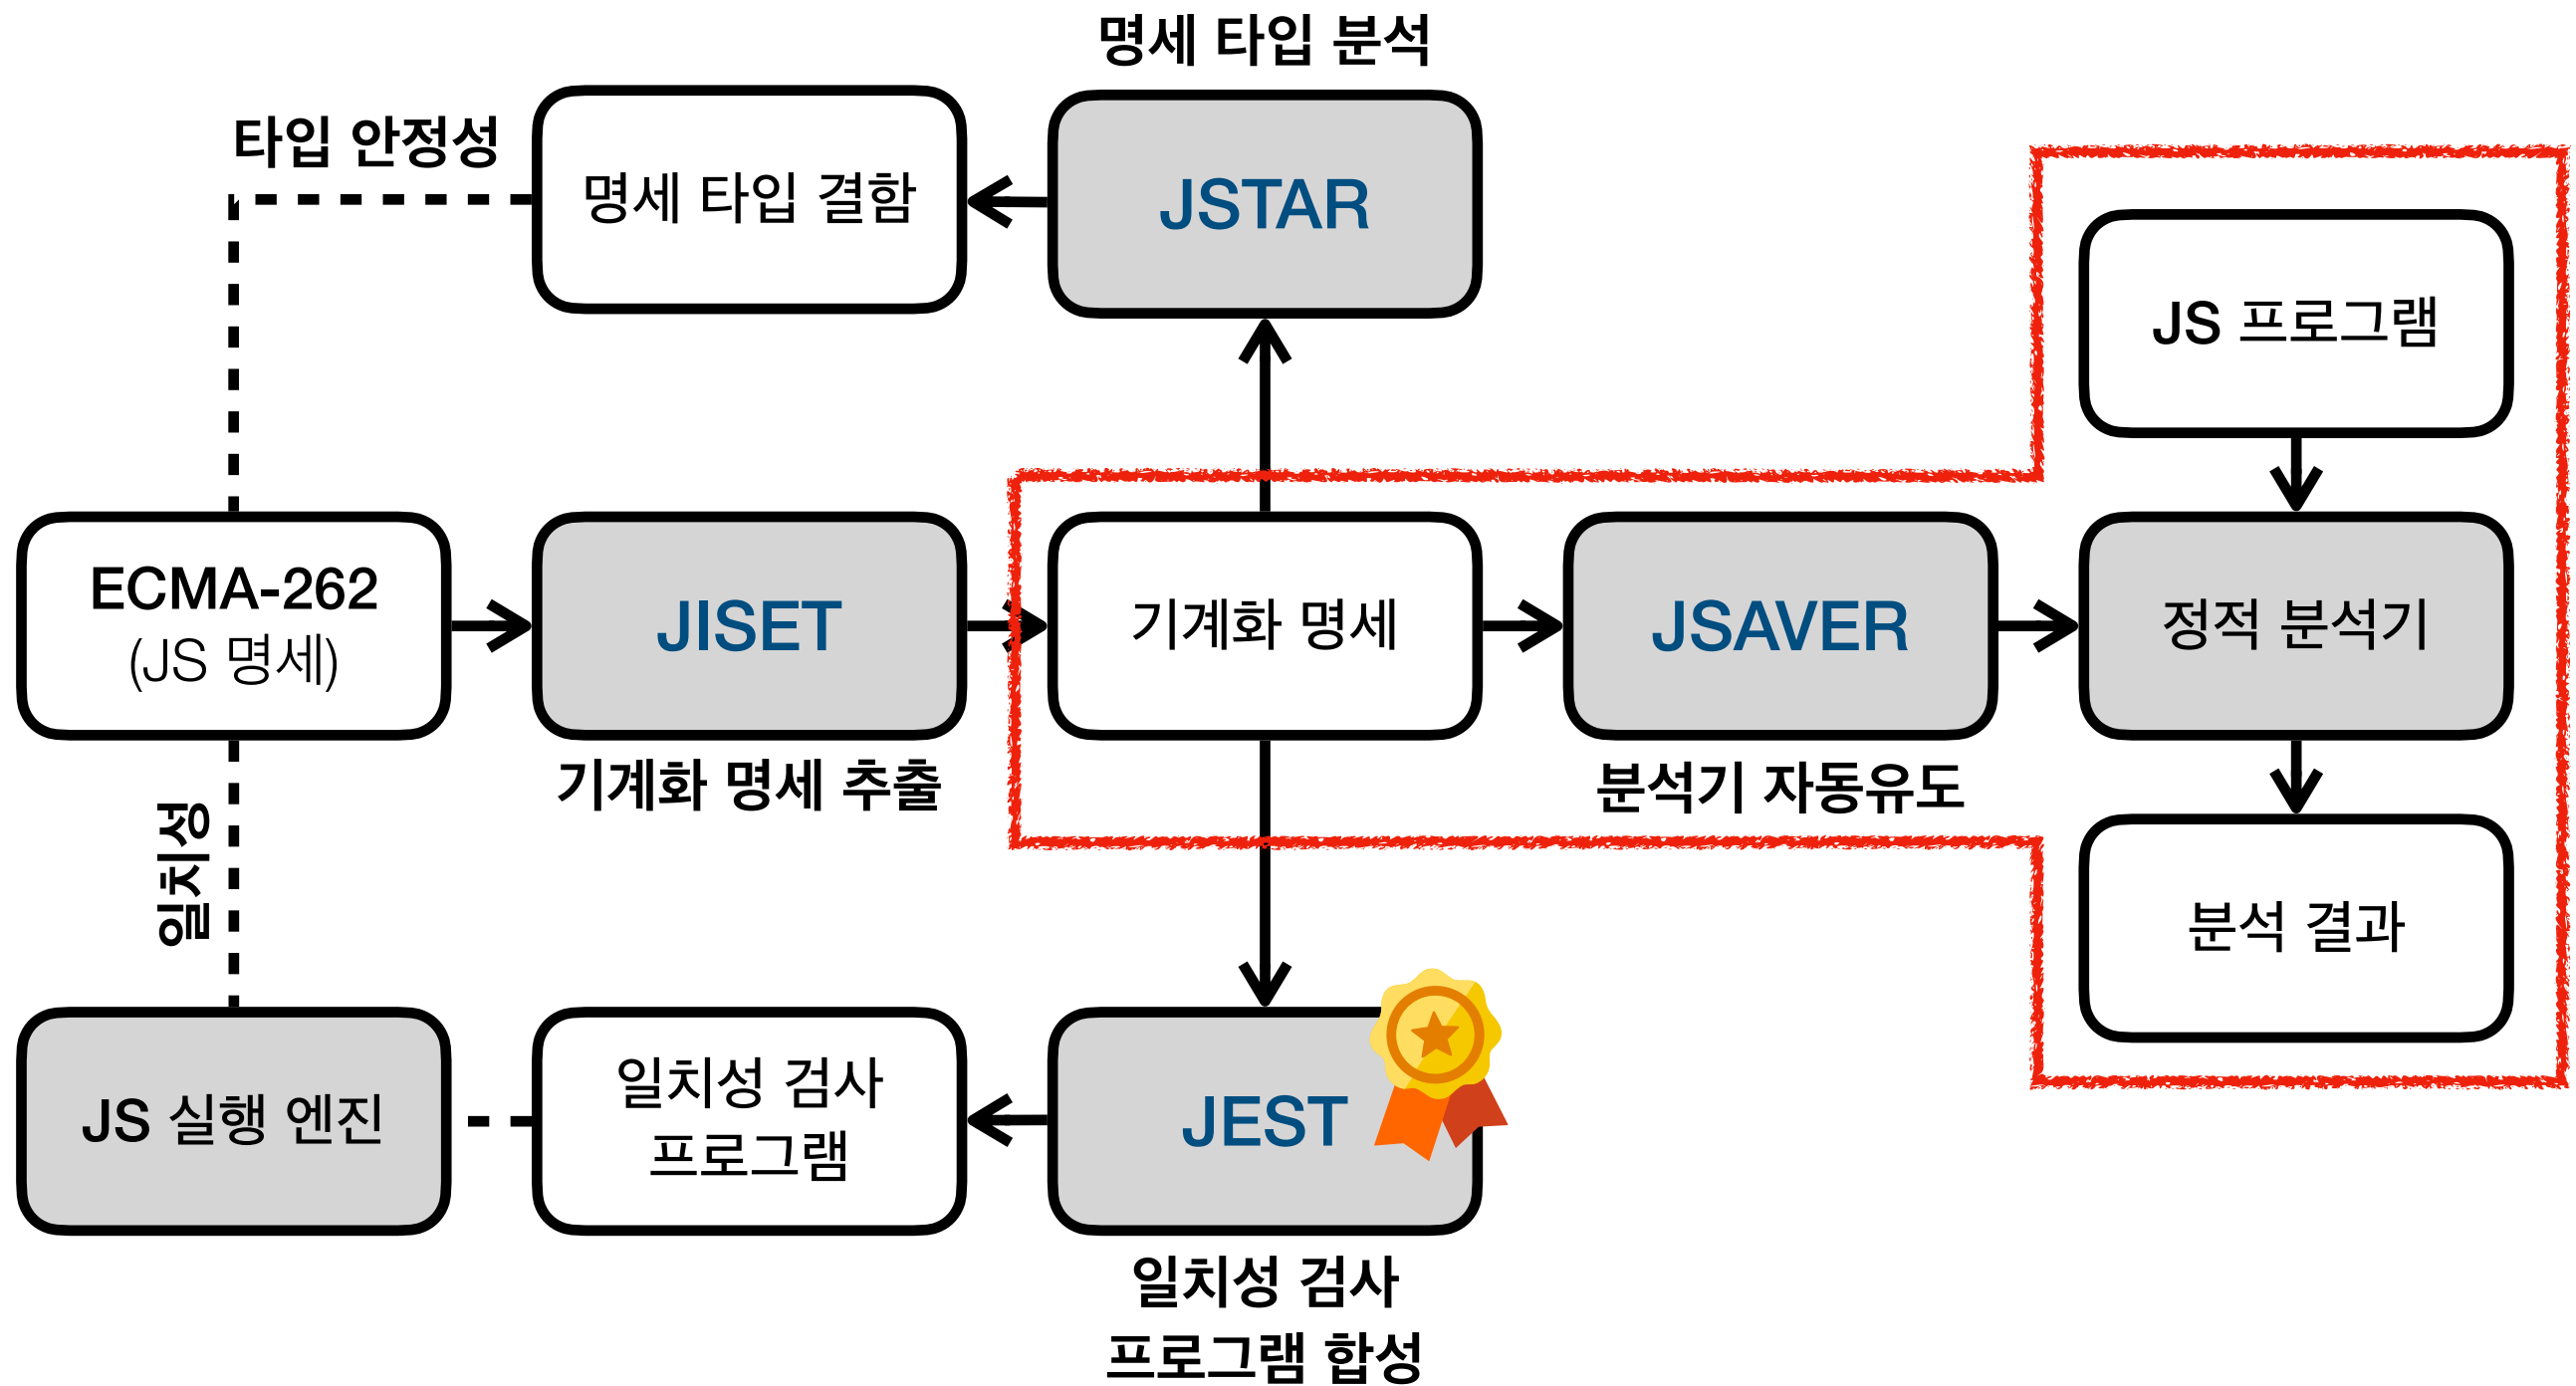 명세 타입 분석
타입 안정성
명세 타입 결함
JSTAR
JS 프로그램
ECMA-262
(JS 명세)
JISET
기계화 명세
JSAVER
정적 분석기
기계화 명세 추출
분석기 자동유도
일치성
분석 결과
JS 실행 엔진
일치성 검사
프로그램
JEST
일치성 검사
프로그램 합성